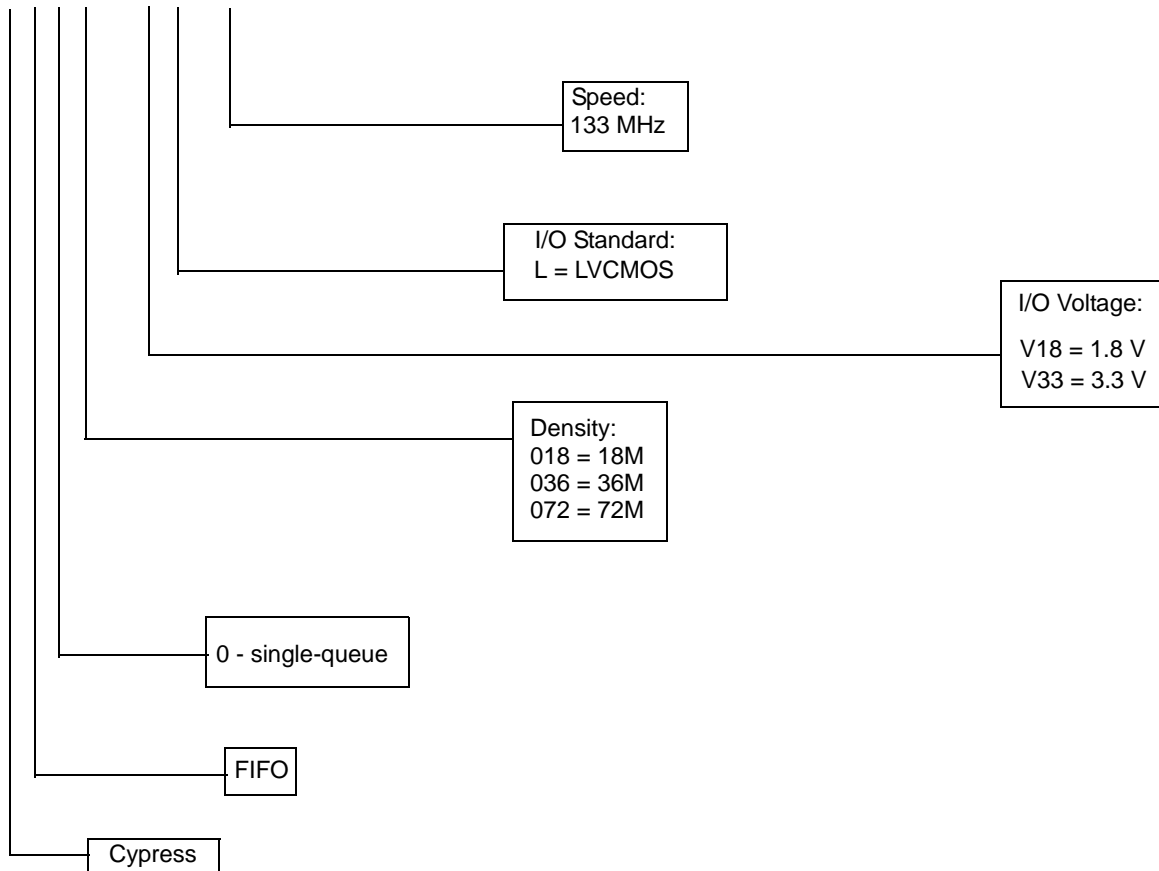 Speed:
133 MHz
I/O Standard:
L = LVCMOS
I/O Voltage:
V18 = 1.8 V
V33 = 3.3 V
Density:
018 = 18M
036 = 36M
072 = 72M
0 - single-queue
FIFO
Cypress